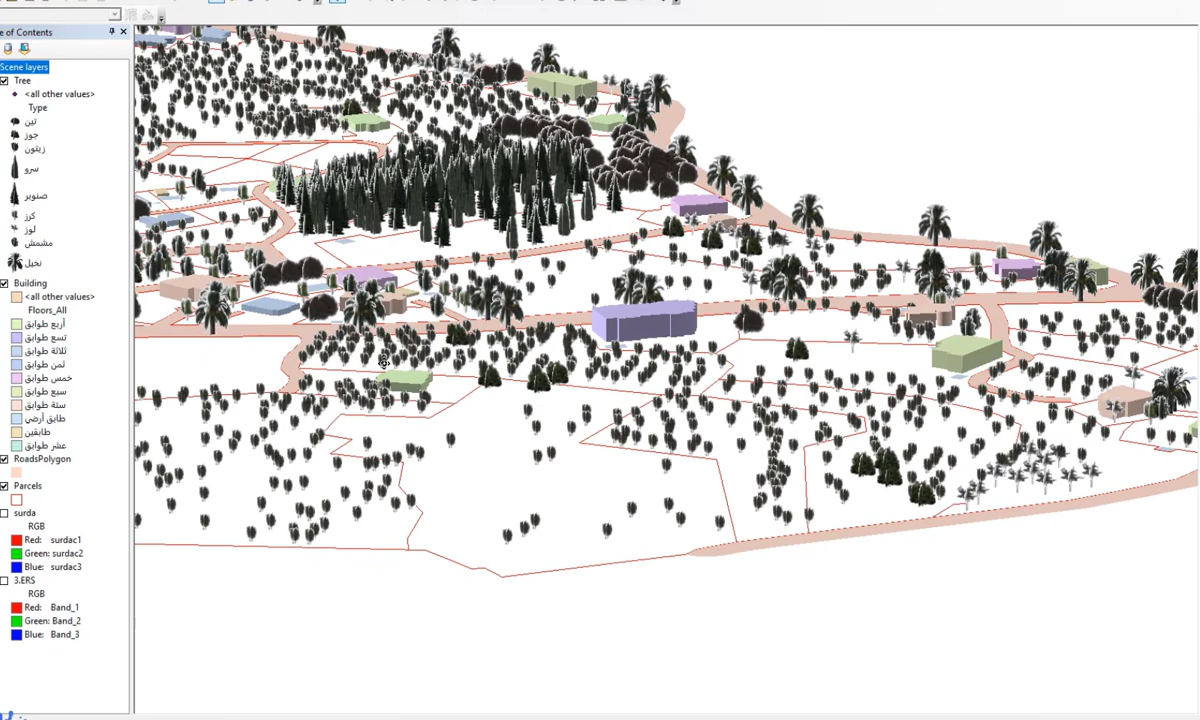 e of Contents
Scene layers
Tree
<all other values>
Type
تين
جوز
زيتون
سرو
صنوبر
كرز
لوز
مشمش
نخيل
Building
<all other values>
Floors_All
أربع طوابق
تسع طوابق
ثلاثة طوابق
ثمن طوابق
خمس طوابق
سبع طوابق
ستة طوابق
طابق أرضي
طابقين
عشر طوابق
RoadsPolygon
Parcels
surda
RGB
Red: surdac1
Green: surdac2
Blue: surdac3
3.ERS
RGB
Red: Band_1
Green: Band_2
Blue: Band_3